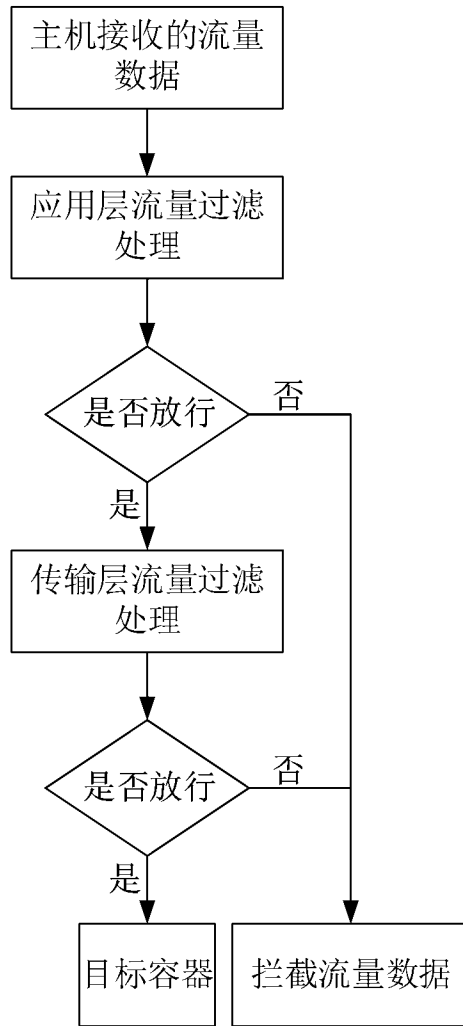 主机接收的流量
数据
应用层流量过滤
处理
是否放行
否
是
传输层流量过滤
处理
是否放行
否
是
目标容器
拦截流量数据